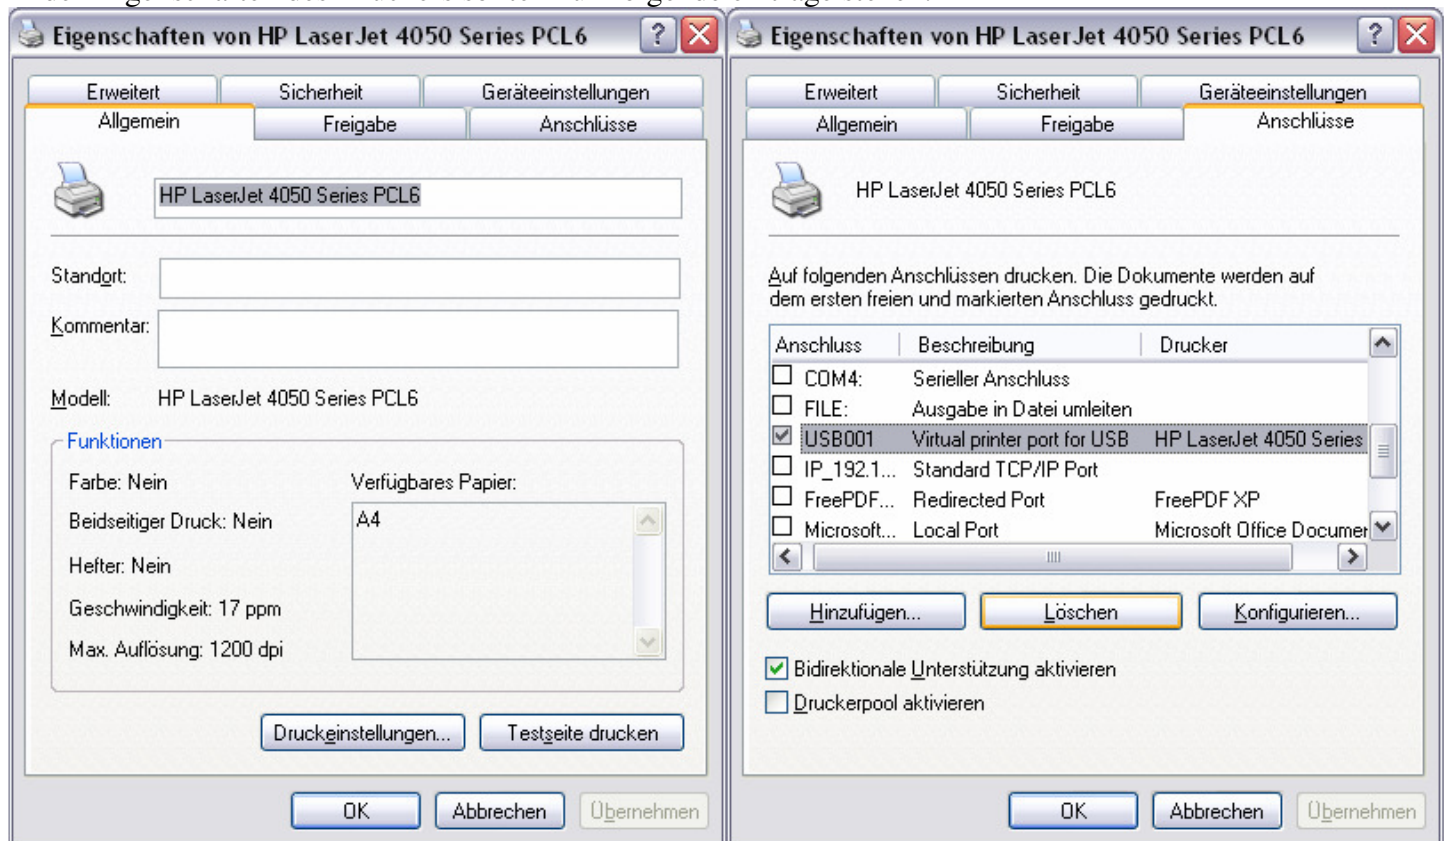 Eigenschaften von HP LaserJet 4050 Series PCL6
Erweitert Sicherheit Geräteeinstellungen
Allgemein Freigabe Anschlüsse
HP LaserJet 4050 Series PCL6
Standort:
Kommentar:
Modell: HP LaserJet 4050 Series PCL6
Funktionen
Farbe: Nein Verfügbares Papier:
Beidseitiger Druck: Nein A4
Hefter: Nein
Geschwindigkeit: 17 ppm
Max. Auflösung: 1200 dpi
Druckeinstellungen... Testseite drucken
OK Abbrechen Übernehmen
Eigenschaften von HP LaserJet 4050 Series PCL6
Erweitert Sicherheit Geräteeinstellungen
Allgemein Freigabe Anschlüsse
HP LaserJet 4050 Series PCL6
Auf folgenden Anschlüssen drucken. Die Dokumente werden auf
dem ersten freien und markierten Anschluss gedruckt.
Anschluss Beschreibung Drucker
COM4: Serieller Anschluss
FILE: Ausgabe in Datei umleiten
USB001 Virtual printer port for USB HP LaserJet 4050 Series
IP_192.1... Standard TCP/IP Port
FreePDF... Redirected Port FreePDF XP
Microsoft... Local Port Microsoft Office Documen
Hinzufügen... Löschen Konfigurieren...
Bidirektionale Unterstützung aktivieren
Druckerpool aktivieren
OK Abbrechen Übernehmen